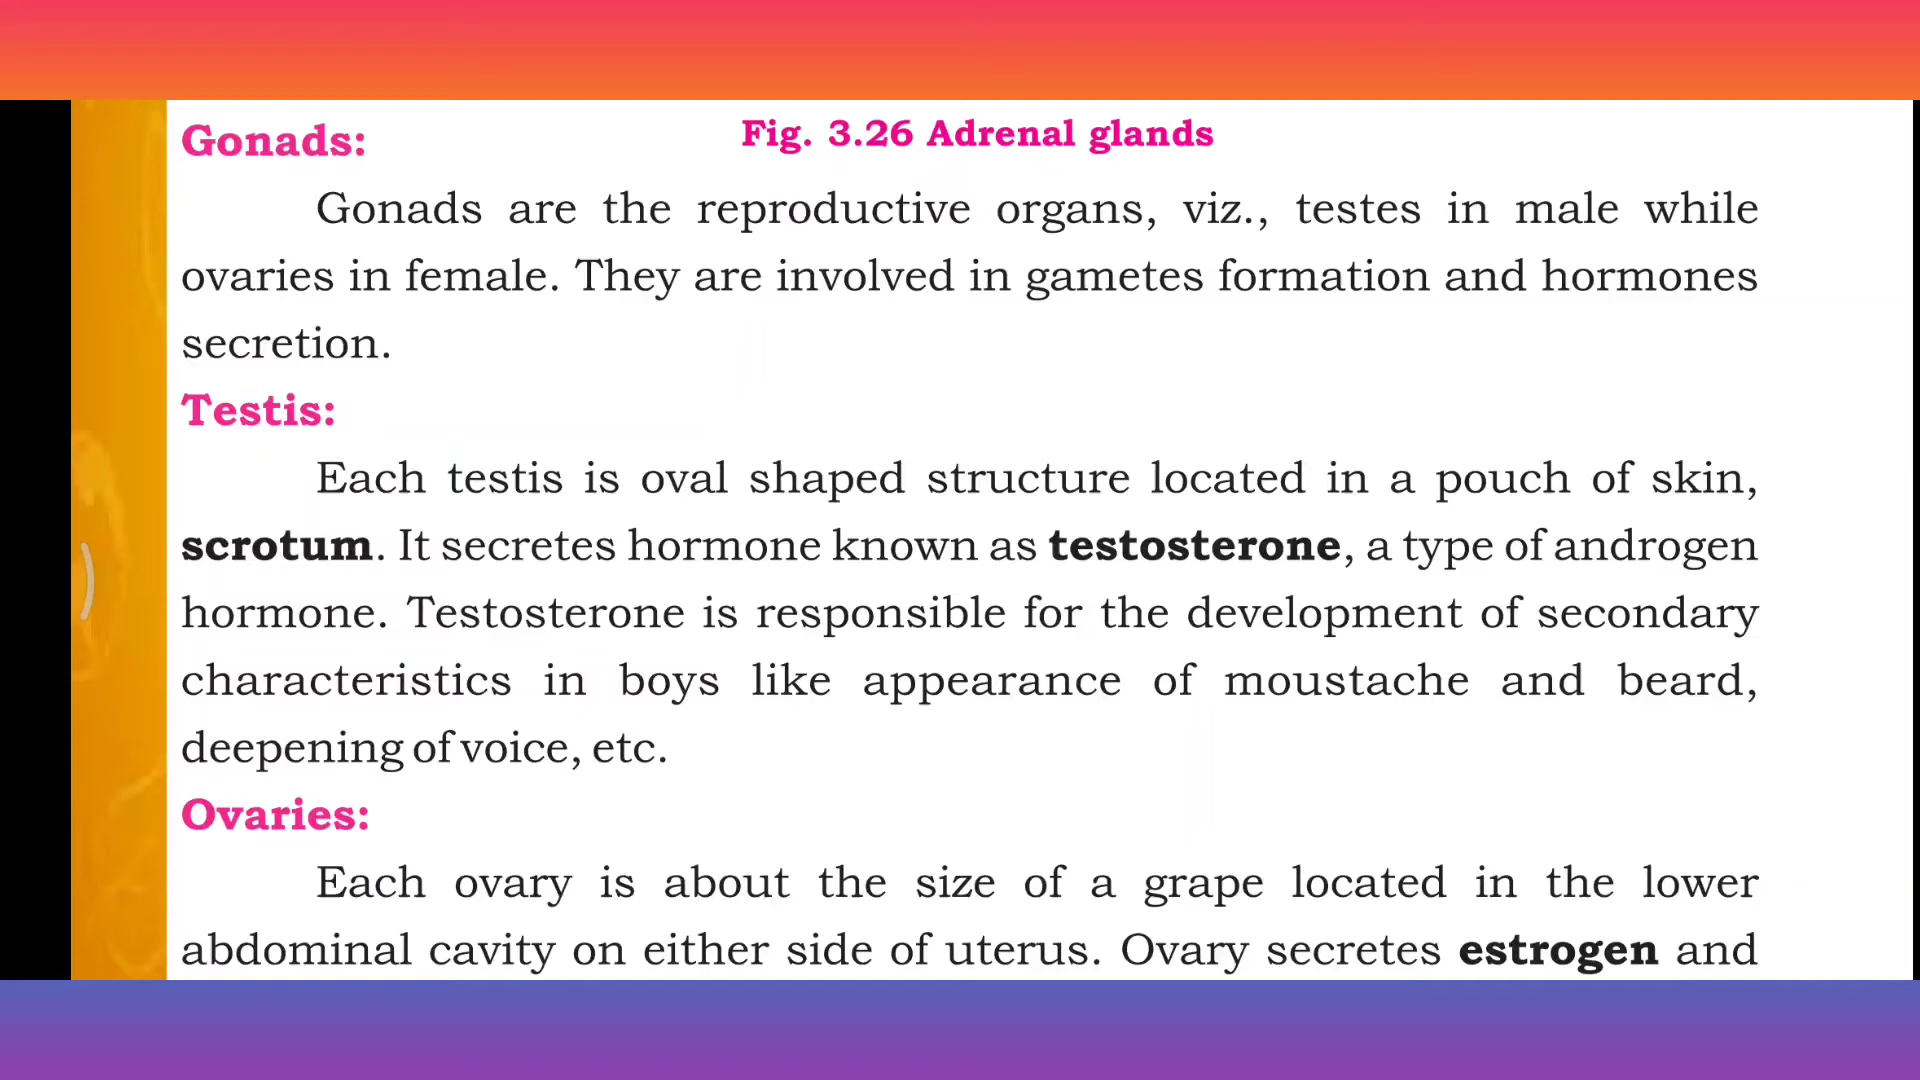 Gonads:
Fig. 3.26 Adrenal glands
Gonads are the reproductive organs, viz., testes in male while
ovaries in female. They are involved in gametes formation and hormones
secretion.
Testis:
Each testis is oval shaped structure located in a pouch of skin,
scrotum. It secretes hormone known as testosterone, a type of androgen
hormone. Testosterone is responsible for the development of secondary
characteristics in boys like appearance of moustache and beard,
deepening of voice, etc.
Ovaries:
Each ovary is about the size of a grape located in the lower
abdominal cavity on either side of uterus. Ovary secretes estrogen and